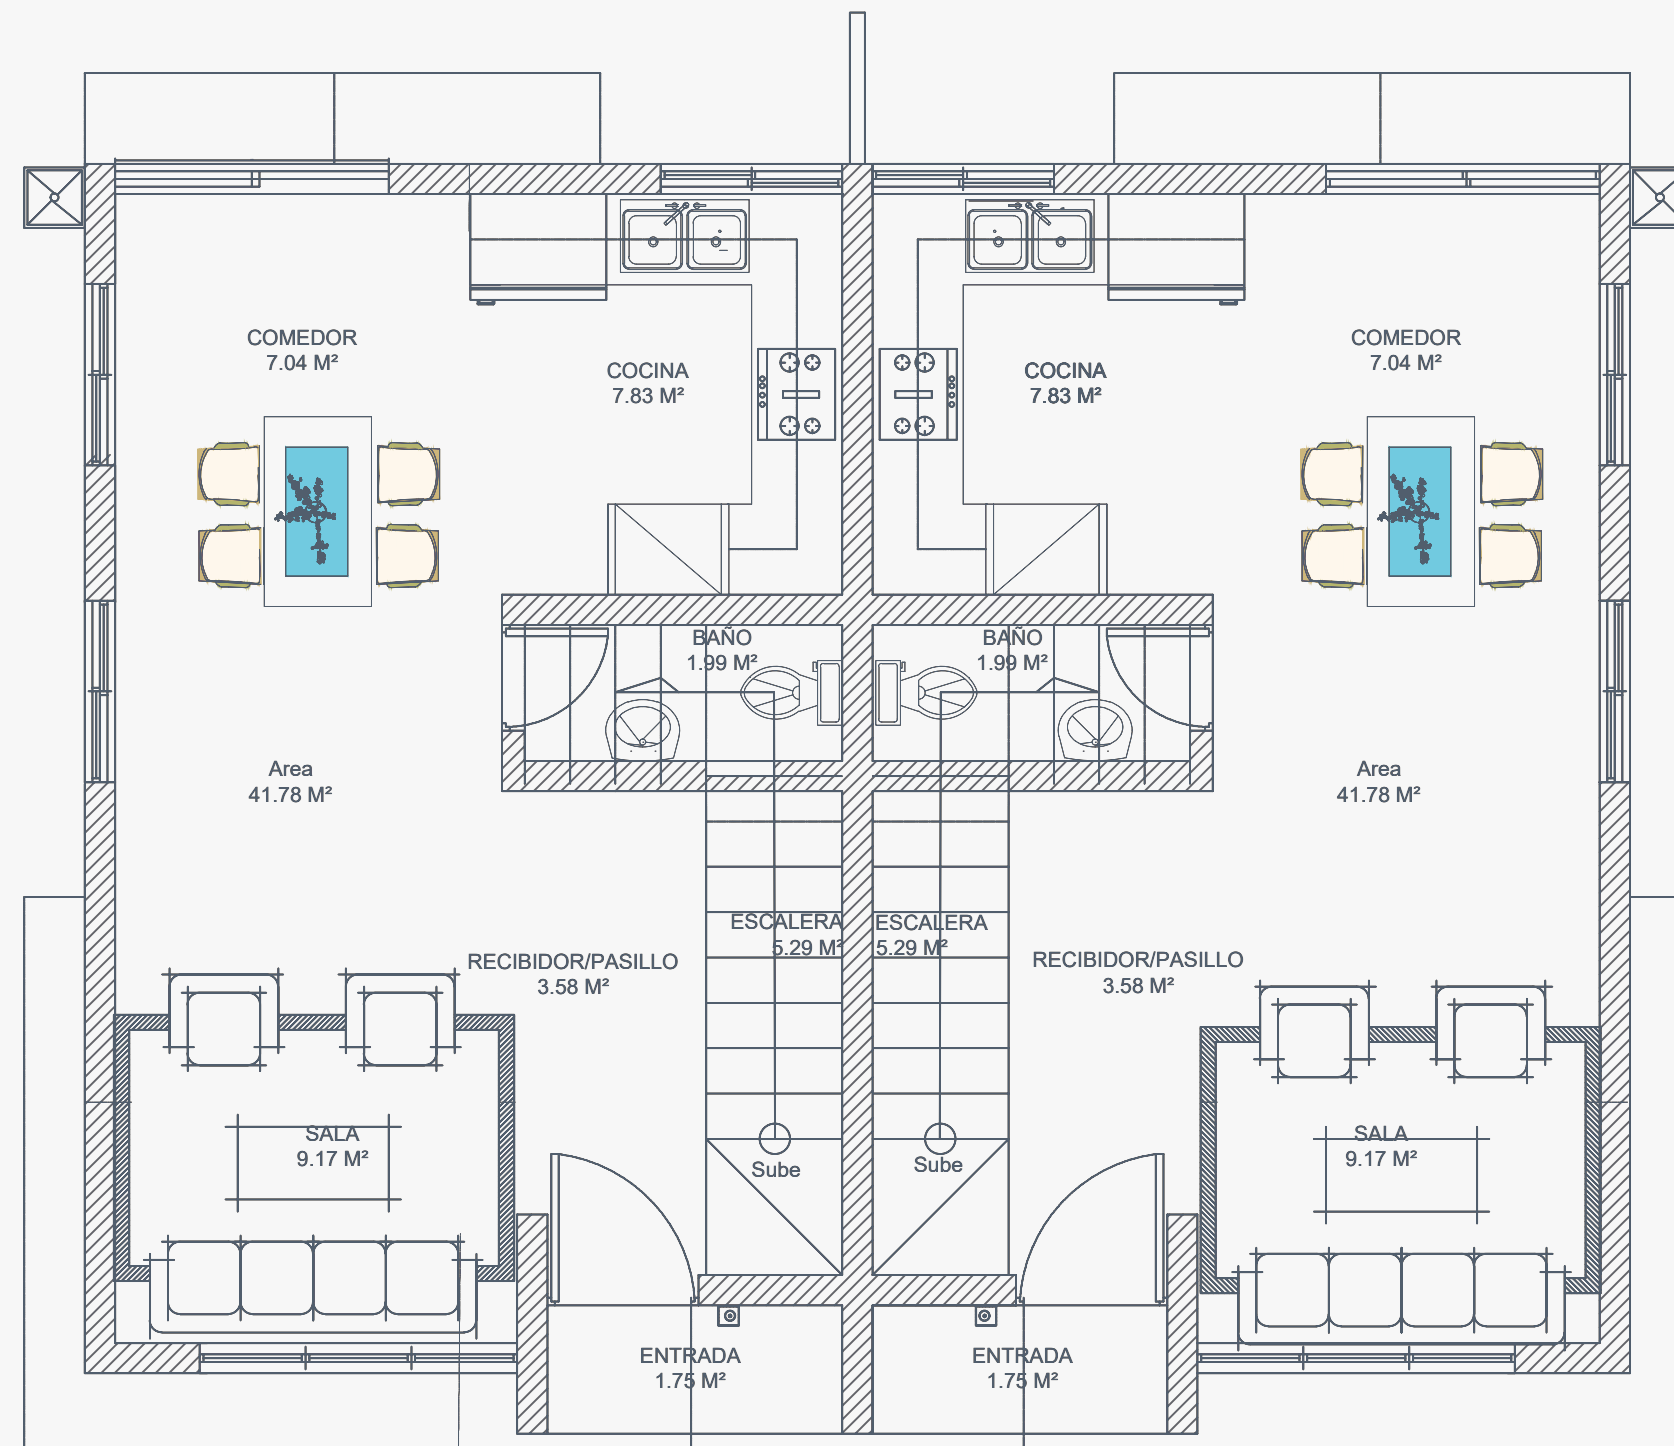 COMEDOR
7.04 M²
COMEDOR
7.04 M²
COCINA
7.83 M²
COCINA
7.83 M²
BAÑO
1.99 M²
BAÑO
1.99 M²
Area
41.78 M²
Area
41.78 M²
ESCALERA
5.29 M²
ESCALERA
5.29 M²
RECIBIDOR/PASILLO
3.58 M²
RECIBIDOR/PASILLO
3.58 M²
SALA
9.17 M²
Sube
Sube
SALA
9.17 M²
ENTRADA
1.75 M²
ENTRADA
1.75 M²